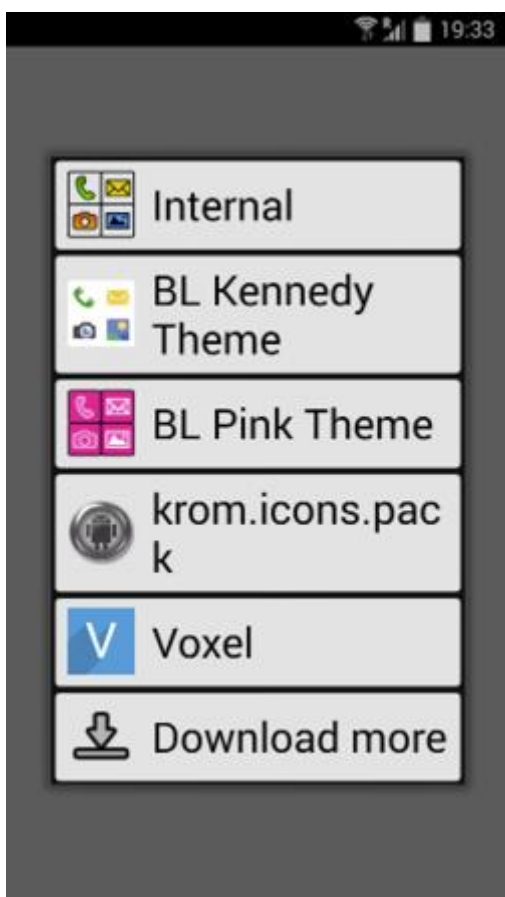 19:33
Internal
BL Kennedy
Theme
BL Pink Theme
krom.icons.pac
k
V
Voxel
Download more